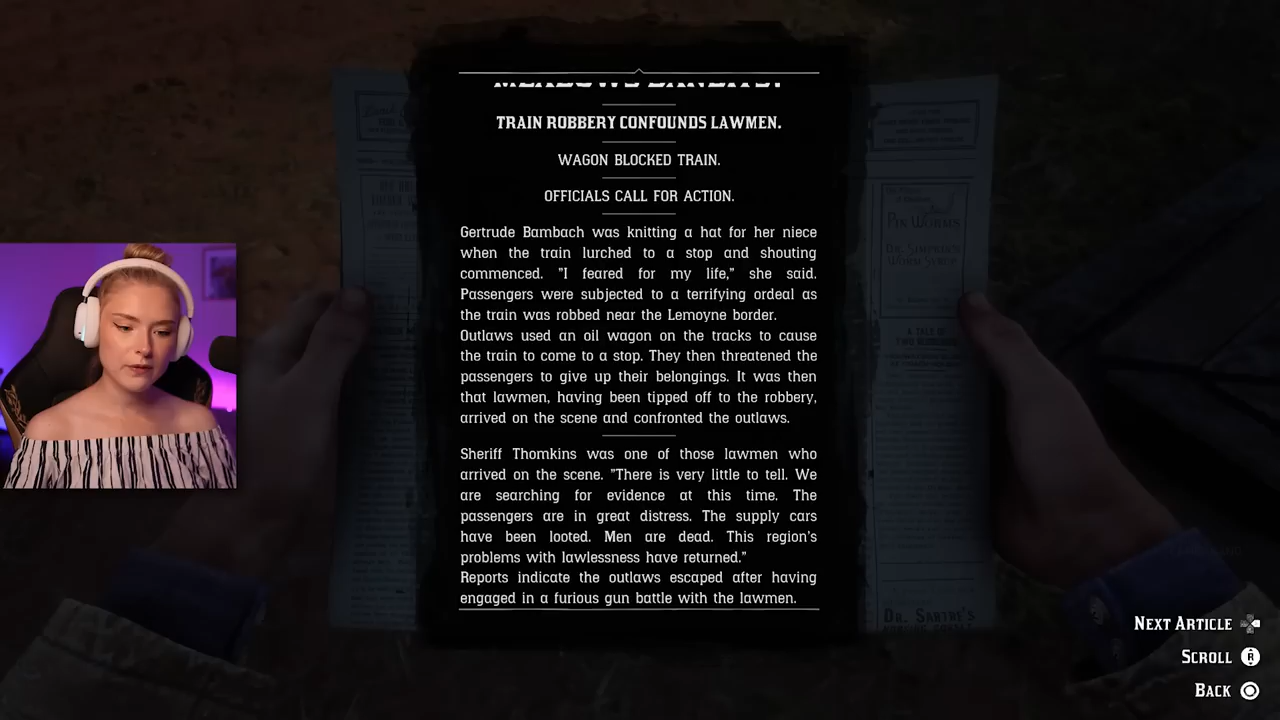 TRAIN ROBBERY CONFOUNDS LAWMEN.
WAGON BLOCKED TRAIN.
OFFICIALS CALL FOR ACTION.
Gertrude Bambach was knitting a hat for her niece
when the train lurched to a stop and shouting
commenced. "I feared for my life," she said.
Passengers were subjected to a terrifying ordeal as
the train was robbed near the Lemoyne border.
Outlaws used an oil wagon on the tracks to cause
the train to come to a stop. They then threatened the
passengers to give up their belongings. It was then
that lawmen, having been tipped off to the robbery,
arrived on the scene and confronted the outlaws.
Sheriff Thomkins was one of those lawmen who
arrived on the scene. "There is very little to tell. We
are searching for evidence at this time. The
passengers are in great distress. The supply cars
have been looted. Men are dead. This region's
problems with lawlessness have returned."
Reports indicate the outlaws escaped after having
engaged in a furious gun battle with the lawmen.
PIN WORMS
DR. SARTRE'S
NEXT ARTICLE
SCROLL R
BACK